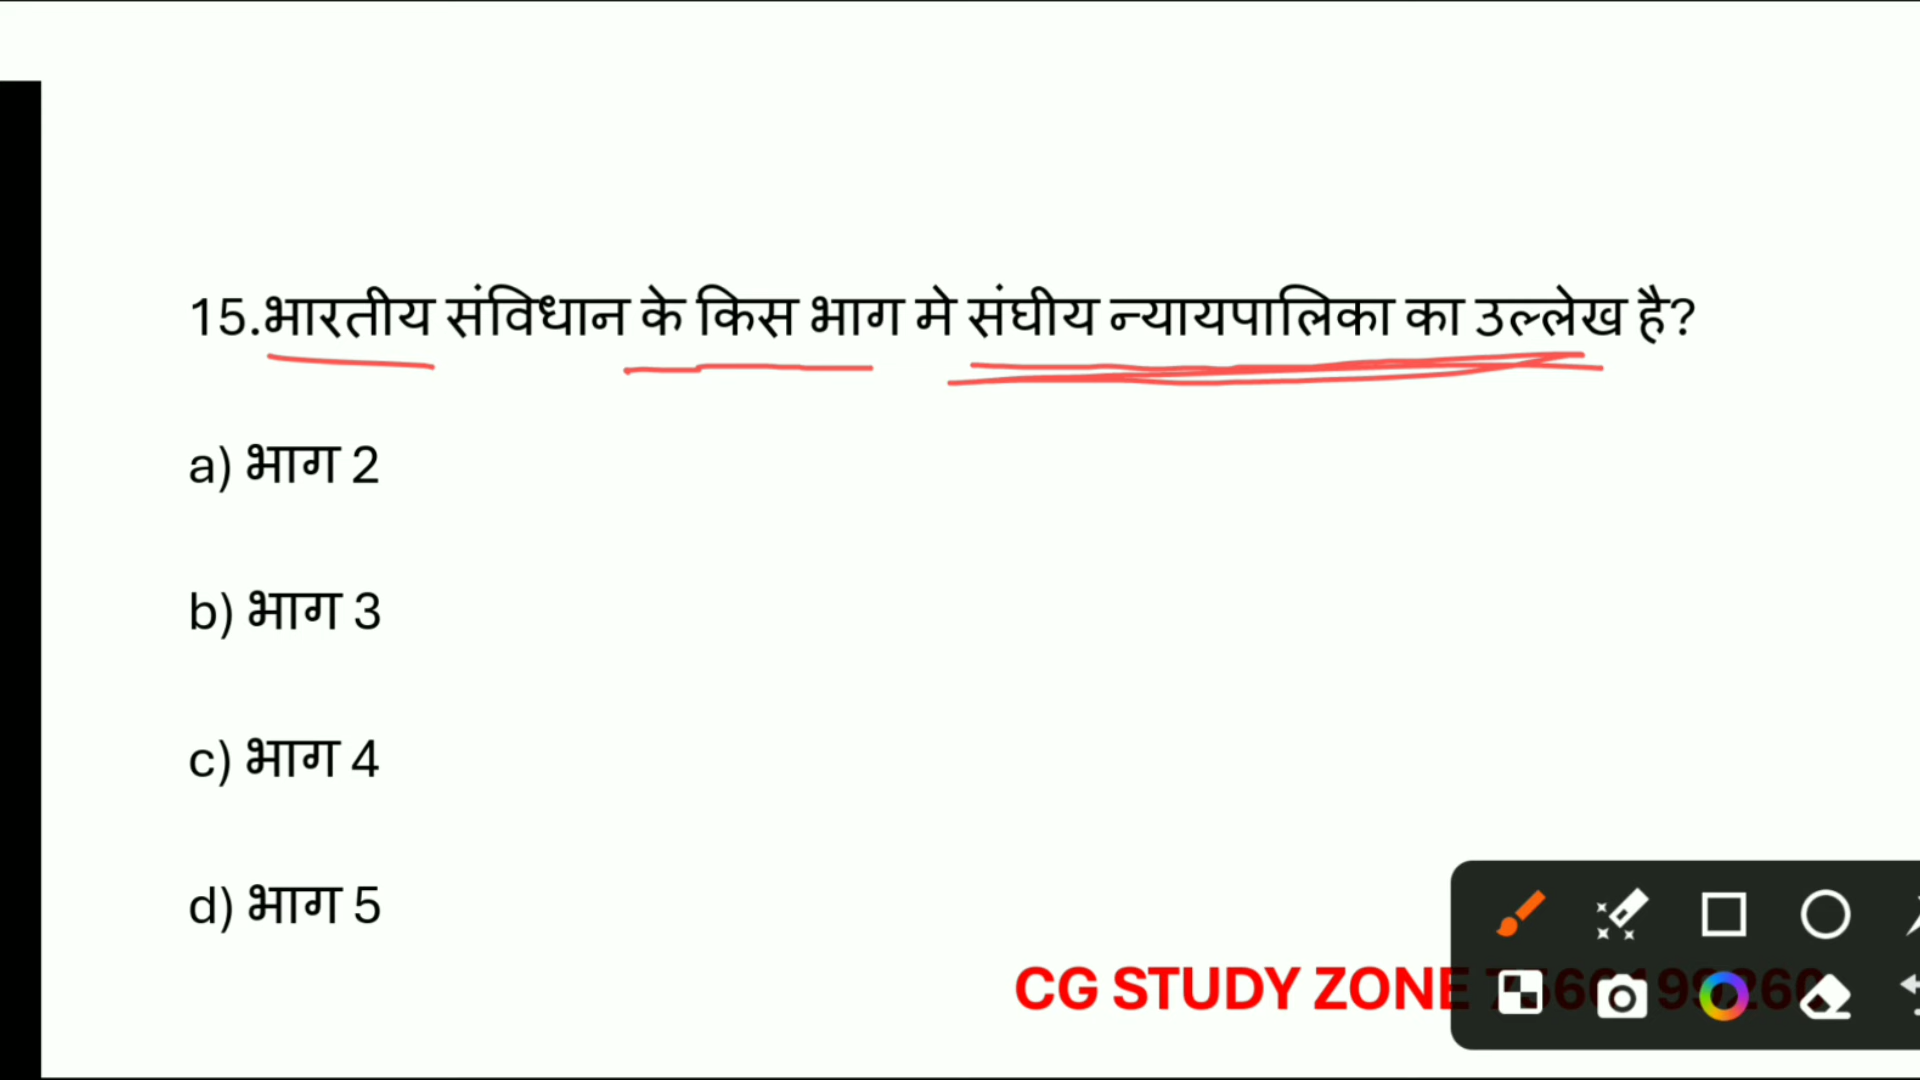 15.भारतीय संविधान के किस भाग मे संघीय न्यायपालिका का उल्लेख है?
a) भाग 2
b) भाग 3
c) भाग 4
d) भाग 5
CG STUDY ZONE